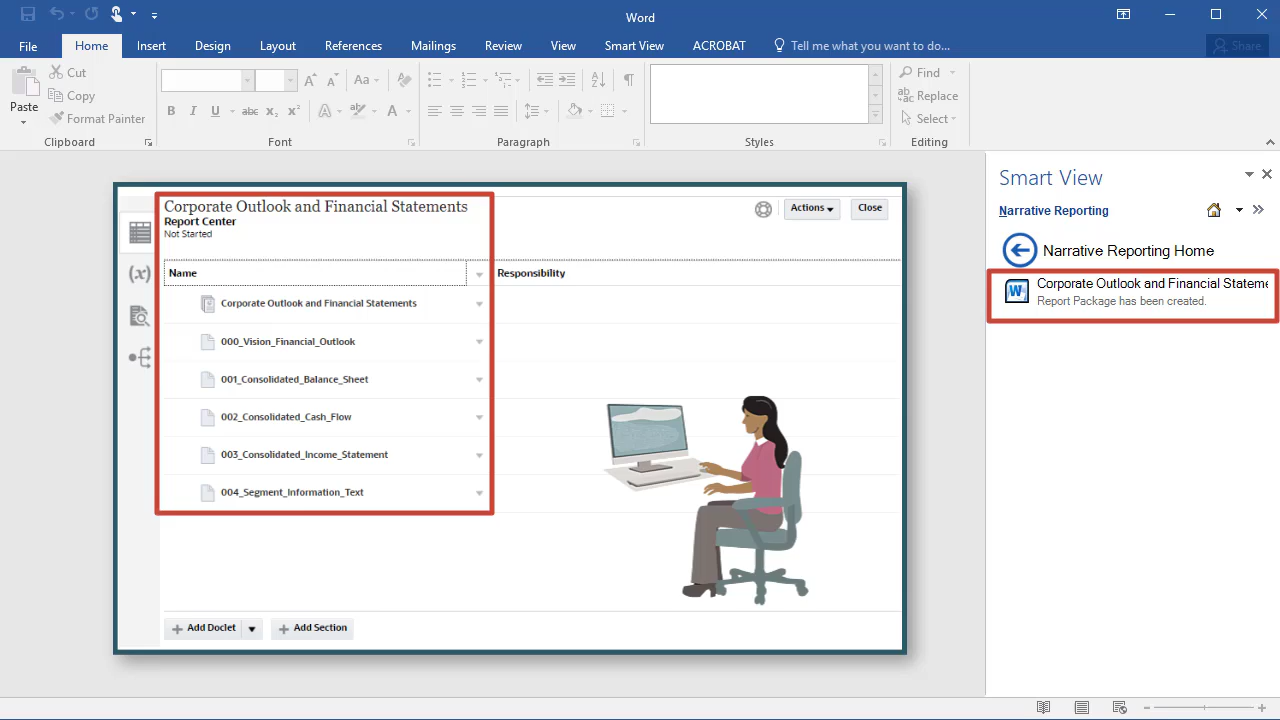 Word
File
Home
Insert
Design
Layout
References
Mailings
Review
View
Smart View
ACROBAT
Tell me what you want to do...
Share
Paste
Cut
Copy
Format Painter
Clipboard
Aa
B I U abc x₂ x² A A
Font
Paragraph
Styles
Find
Replace
Select
Editing
Corporate Outlook and Financial Statements
Report Center
Not Started
Actions
Close
Name
Responsibility
(x)
Corporate Outlook and Financial Statements
000_Vision_Financial_Outlook
001_Consolidated_Balance_Sheet
002_Consolidated_Cash_Flow
003_Consolidated_Income_Statement
004_Segment_Information_Text
Add Doclet
Add Section
Smart View
Narrative Reporting
Narrative Reporting Home
Corporate Outlook and Financial Stateme
Report Package has been created.